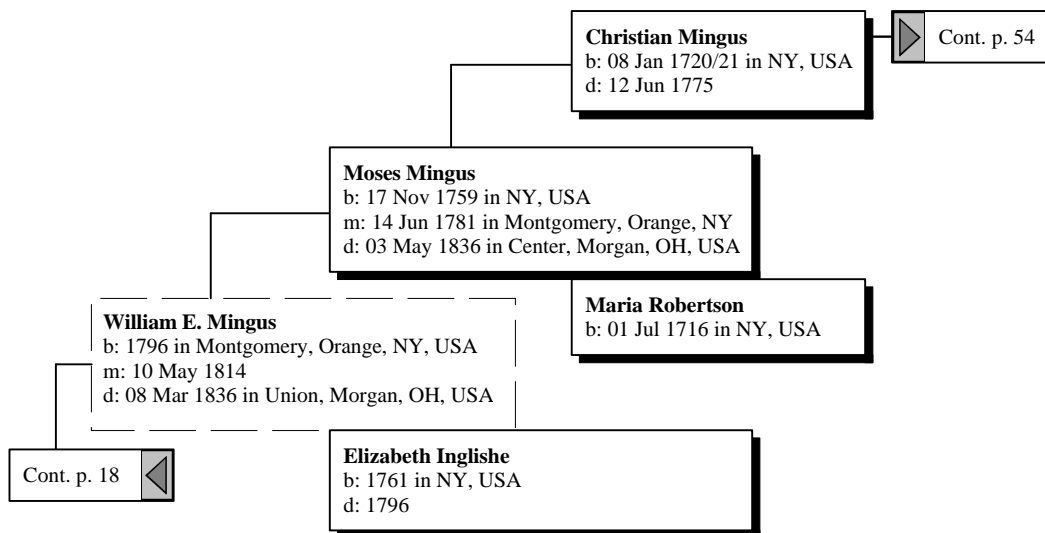 Christian Mingus
b: 08 Jan 1720/21 in NY, USA
d: 12 Jun 1775
Cont. p. 54
Moses Mingus
b: 17 Nov 1759 in NY, USA
m: 14 Jun 1781 in Montgomery, Orange, NY
d: 03 May 1836 in Center, Morgan, OH, USA
Maria Robertson
b: 01 Jul 1716 in NY, USA
William E. Mingus
b: 1796 in Montgomery, Orange, NY, USA
m: 10 May 1814
d: 08 Mar 1836 in Union, Morgan, OH, USA
Cont. p. 18
Elizabeth Inglishe
b: 1761 in NY, USA
d: 1796